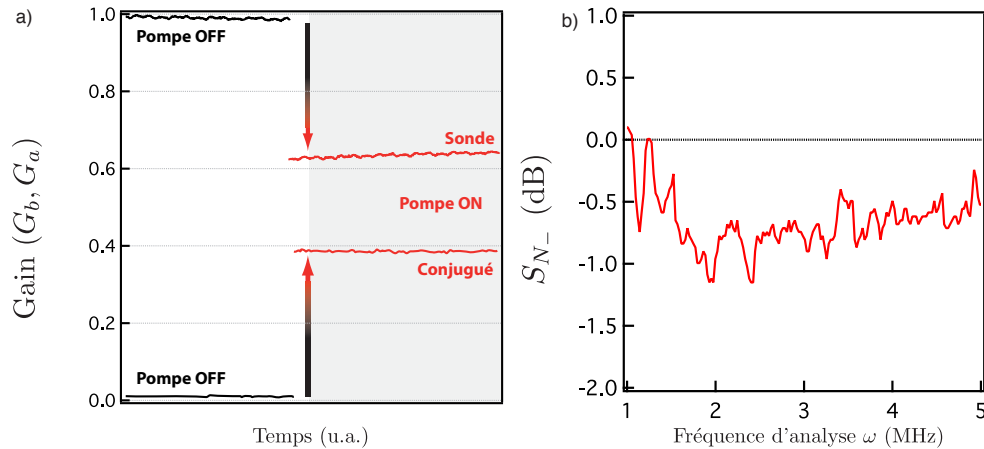 a)
Gain (G_b, G_a)
1.0
0.8
0.6
0.4
0.2
0.0
Pompe OFF
Sonde
Pompe ON
Conjugué
Pompe OFF
Temps (u.a.)
b)
S_{N_-} (dB)
1.0
0.5
0.0
-0.5
-1.0
-1.5
-2.0
1 2 3 4 5
Fréquence d'analyse ω (MHz)